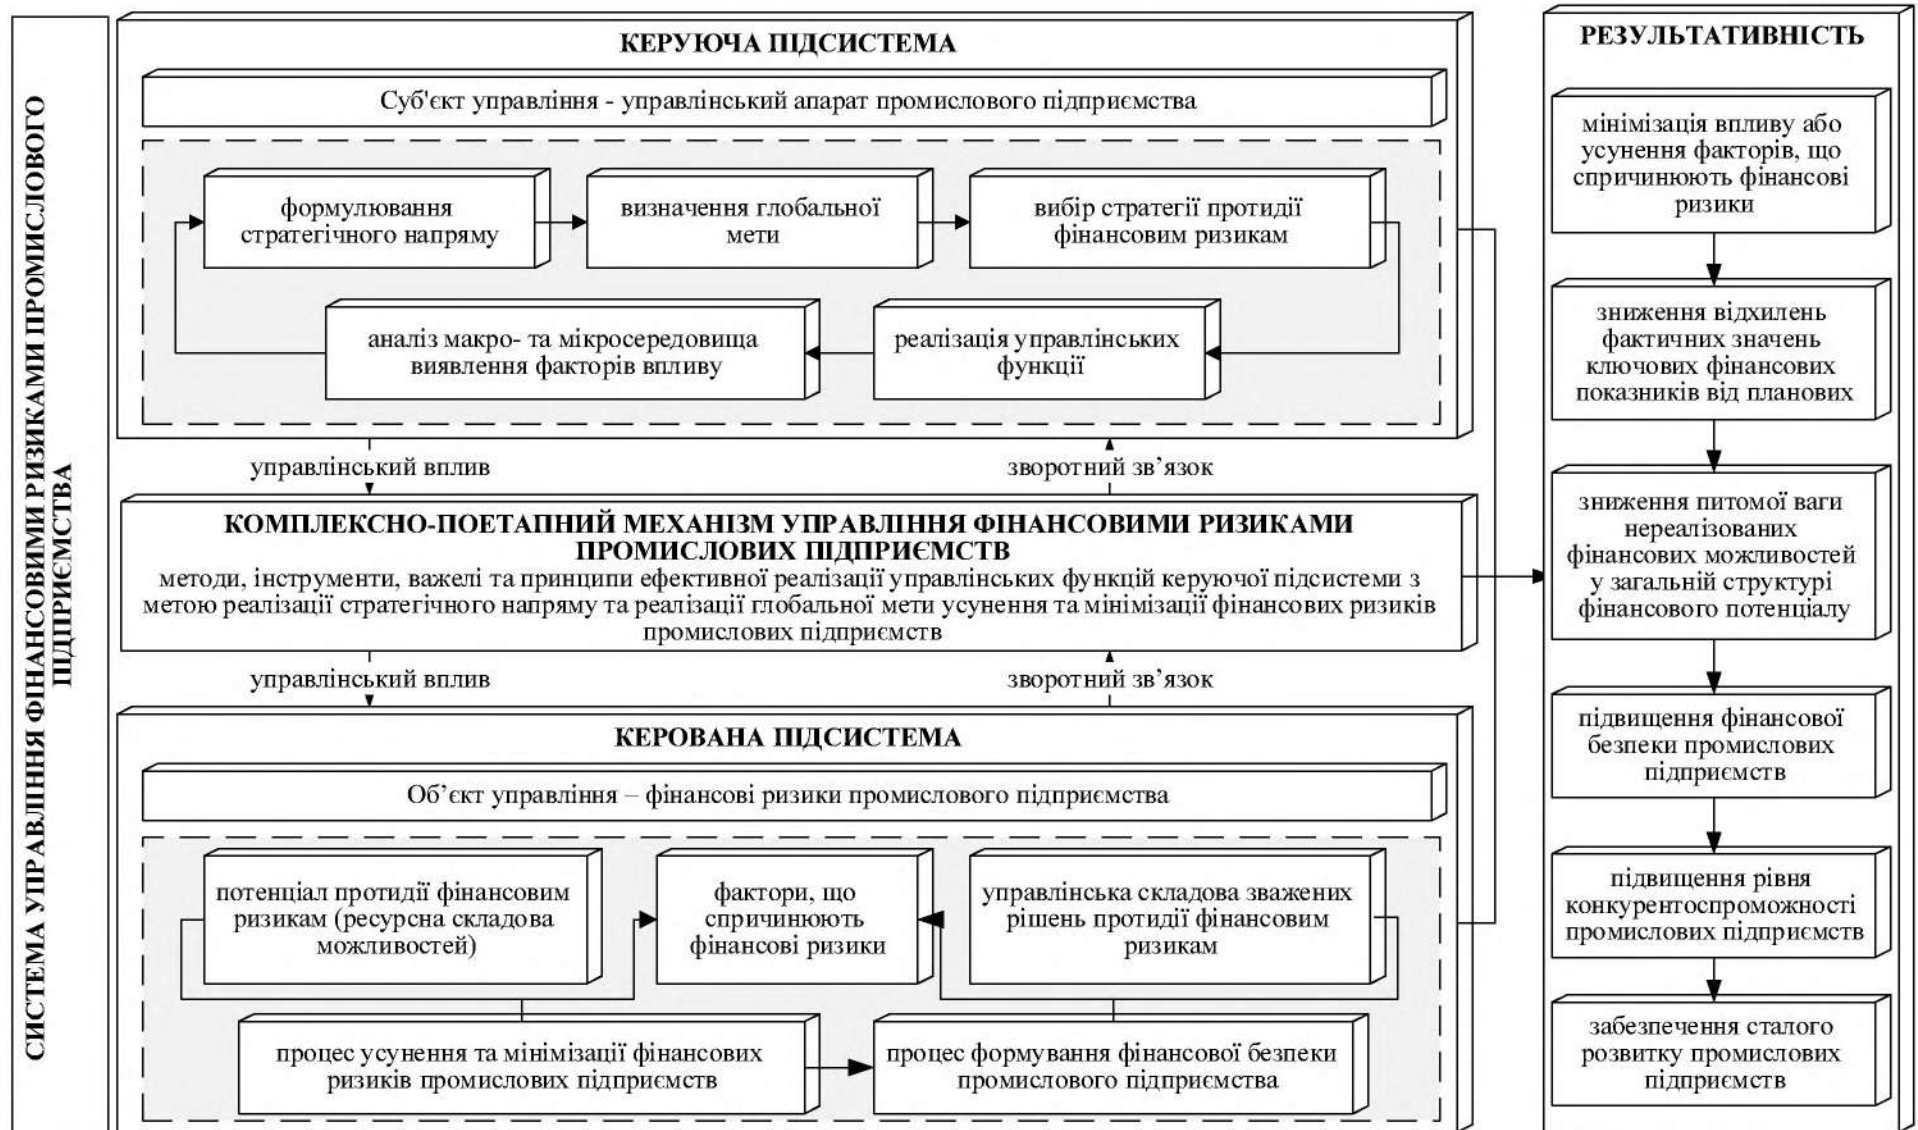 СИСТЕМА УПРАВЛІННЯ ФІНАНСОВИМИ РИЗИКАМИ ПРОМИСЛОВОГО
ПІДПРИЄМСТВА
КЕРУЮЧА ПІДСИСТЕМА
Суб'єкт управління - управлінський апарат промислового підприємства
формулювання
стратегічного напряму
визначення глобальної
мети
вибір стратегії протидії
фінансовим ризикам
аналіз макро- та мікросередовища
виявлення факторів впливу
реалізація управлінських
функції
управлінський вплив
зворотний зв’язок
КОМПЛЕКСНО-ПОЕТАПНИЙ МЕХАНІЗМ УПРАВЛІННЯ ФІНАНСОВИМИ РИЗИКАМИ
ПРОМИСЛОВИХ ПІДПРИЄМСТВ
методи, інструменти, важелі та принципи ефективної реалізації управлінських функцій керуючої підсистеми з
метою реалізації стратегічного напряму та реалізації глобальної мети усунення та мінімізації фінансових ризиків
промислових підприємств
управлінський вплив
зворотний зв’язок
КЕРОВАНА ПІДСИСТЕМА
Об’єкт управління – фінансові ризики промислового підприємства
потенціал протидії фінансовим
ризикам (ресурсна складова
можливостей)
фактори, що
спричинюють
фінансові ризики
управлінська складова зважених
рішень протидії фінансовим
ризикам
процес усунення та мінімізації фінансових
ризиків промислових підприємств
процес формування фінансової безпеки
промислового підприємства
РЕЗУЛЬТАТИВНІСТЬ
мінімізація впливу або
усунення факторів, що
спричинюють фінансові
ризики
зниження відхилень
фактичних значень
ключових фінансових
показників від планових
зниження питомої ваги
нереалізованих
фінансових можливостей
у загальній структурі
фінансового потенціалу
підвищення фінансової
безпеки промислових
підприємств
підвищення рівня
конкурентоспроможності
промислових підприємств
забезпечення сталого
розвитку промислових
підприємств